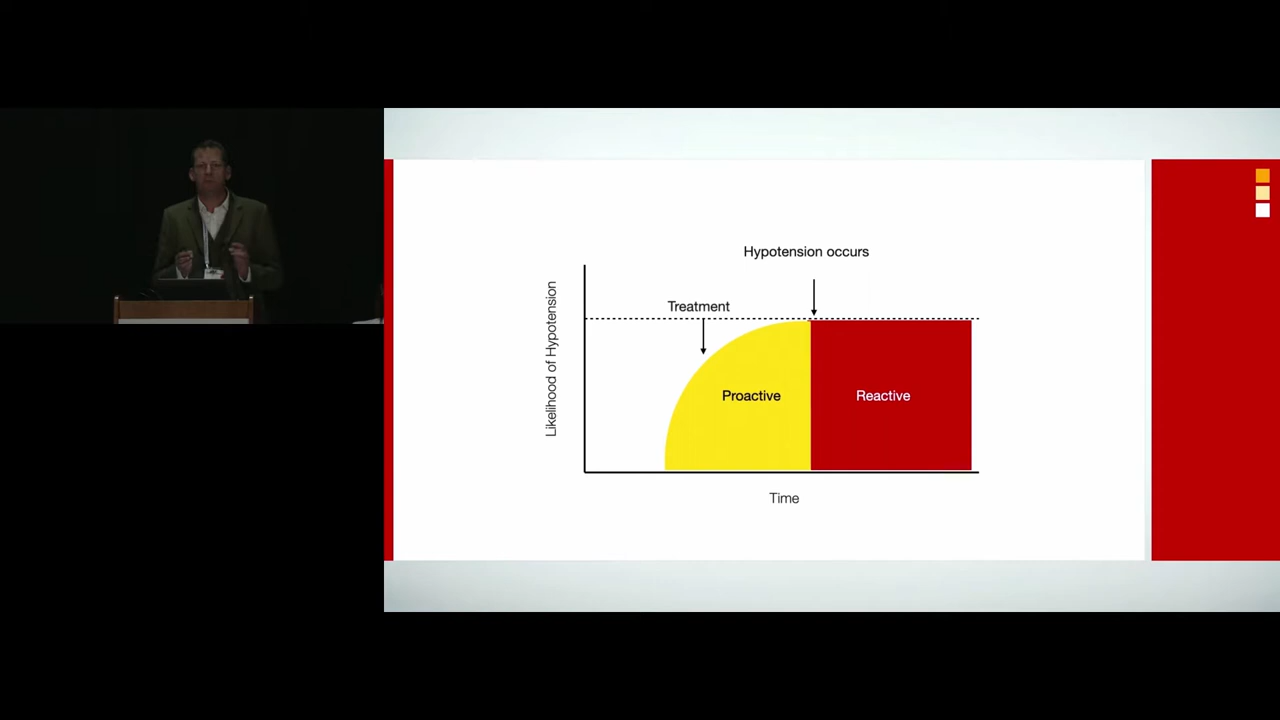 Hypotension occurs
Treatment
Likelihood of Hypotension
Proactive
Reactive
Time